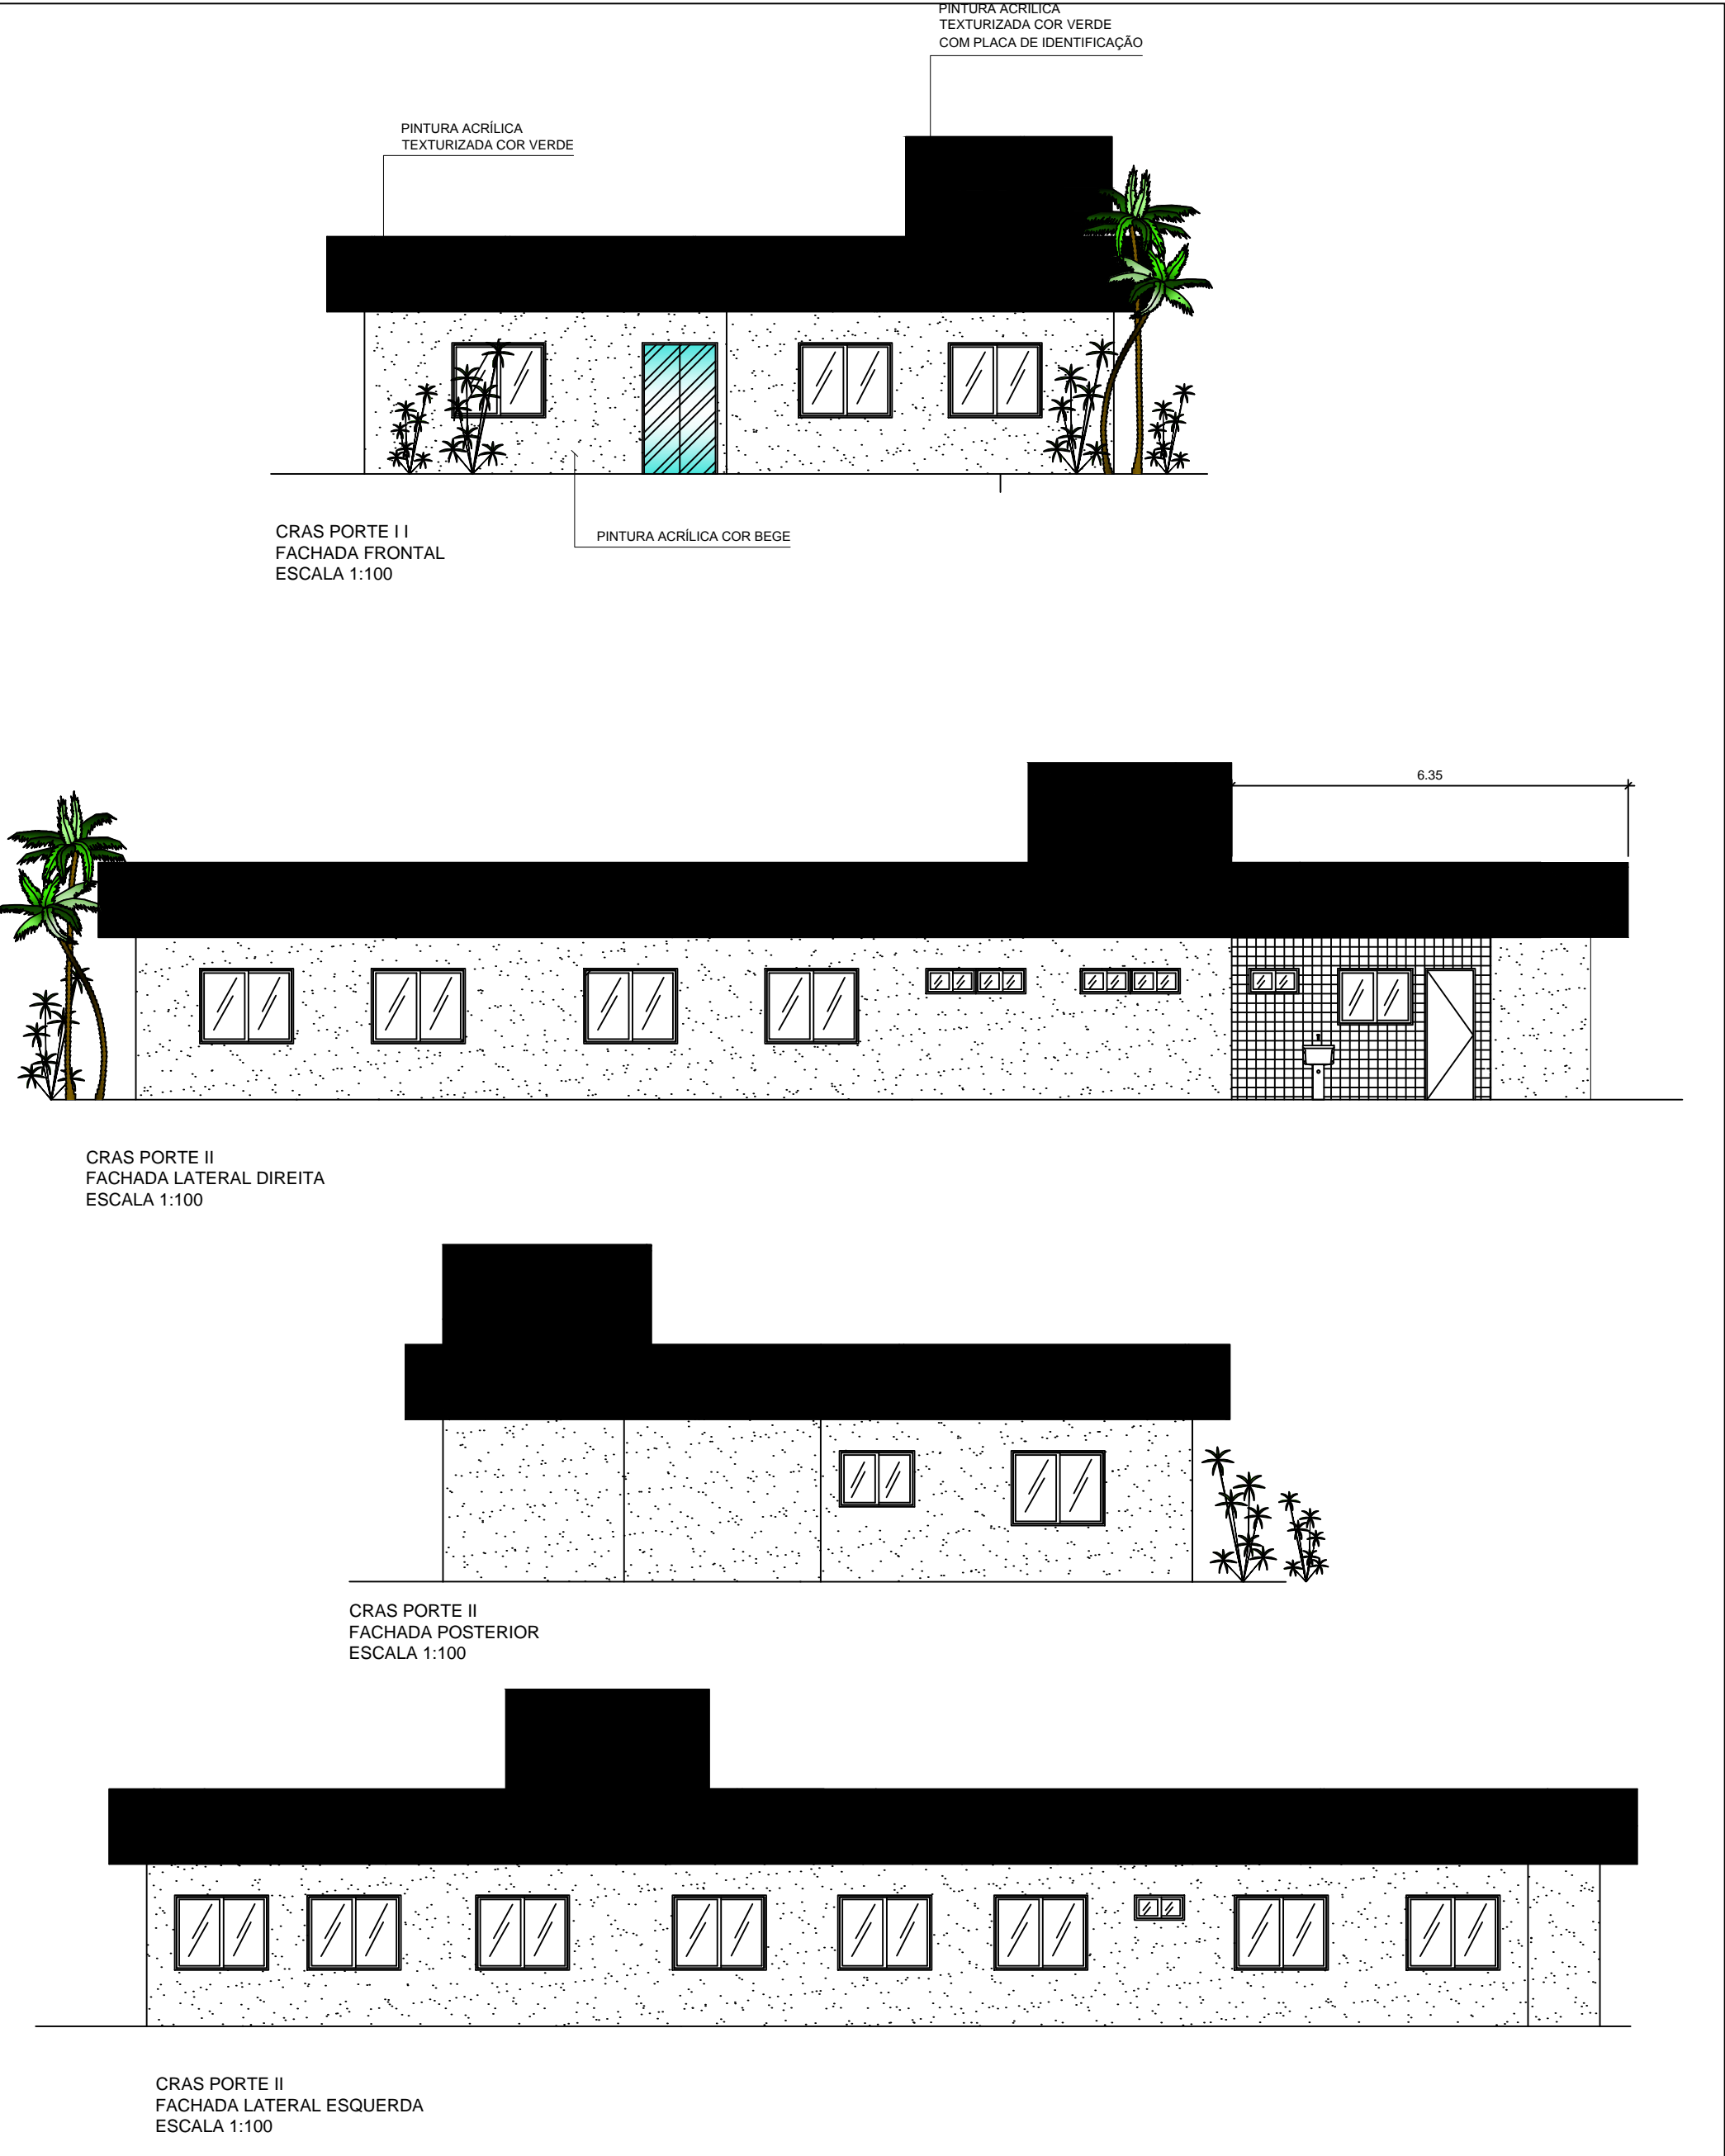 PINTURA ACRÍLICA
TEXTURIZADA COR VERDE
COM PLACA DE IDENTIFICAÇÃO
PINTURA ACRÍLICA
TEXTURIZADA COR VERDE
PINTURA ACRÍLICA COR BEGE
CRAS PORTE I I
FACHADA FRONTAL
ESCALA 1:100
6.35
CRAS PORTE II
FACHADA LATERAL DIREITA
ESCALA 1:100
CRAS PORTE II
FACHADA POSTERIOR
ESCALA 1:100
CRAS PORTE II
FACHADA LATERAL ESQUERDA
ESCALA 1:100